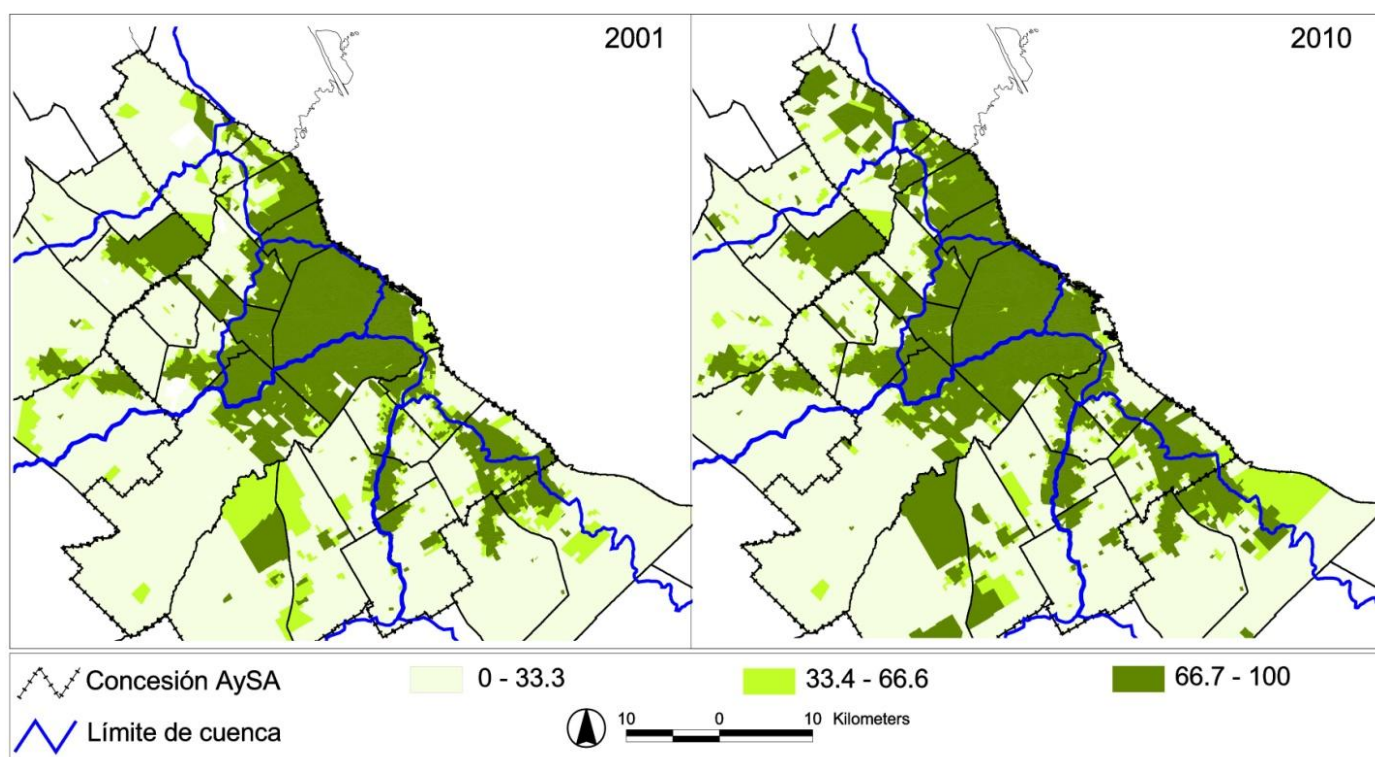 2001
2010
Concesión AySA
0 - 33.3
33.4 - 66.6
66.7 - 100
Límite de cuenca
10 0 10 Kilometers